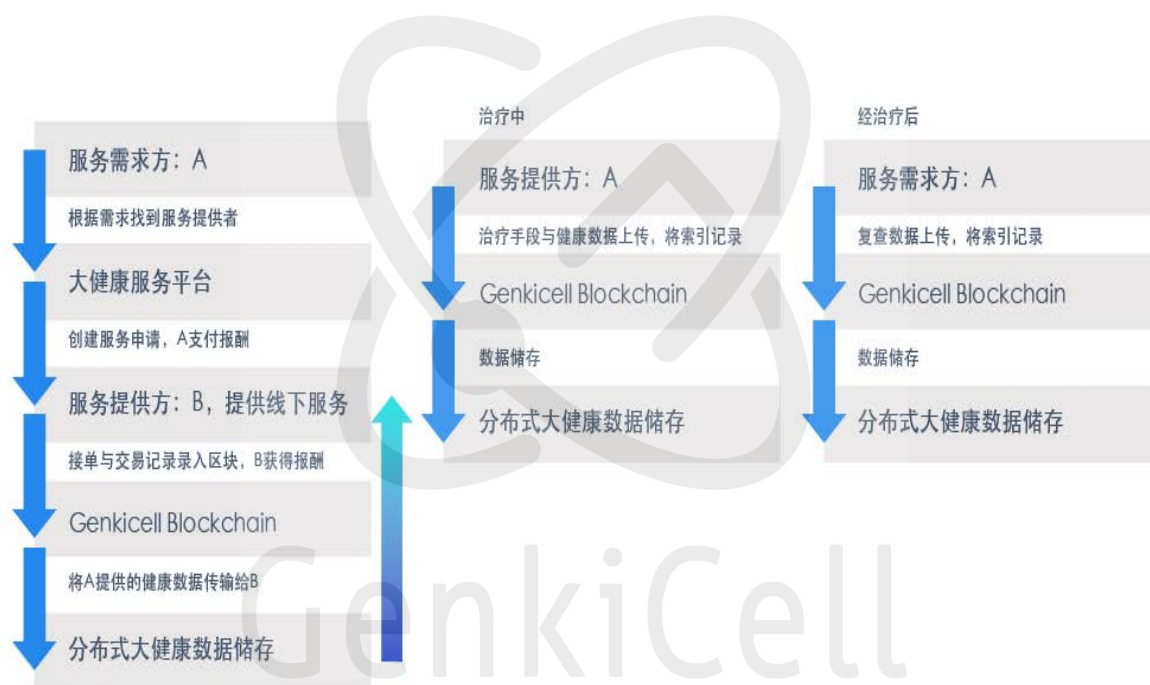 服务需求方：A
根据需求找到服务提供者
大健康服务平台
创建服务申请，A支付报酬
服务提供方：B，提供线下服务
接单与交易记录录入区块，B获得报酬
Genkicell Blockchain
将A提供的健康数据传输给B
分布式大健康数据储存
治疗中
服务提供方：A
治疗手段与健康数据上传，将索引记录
Genkicell Blockchain
数据储存
分布式大健康数据储存
经治疗后
服务需求方：A
复查数据上传，将索引记录
Genkicell Blockchain
数据储存
分布式大健康数据储存
GenkiCell